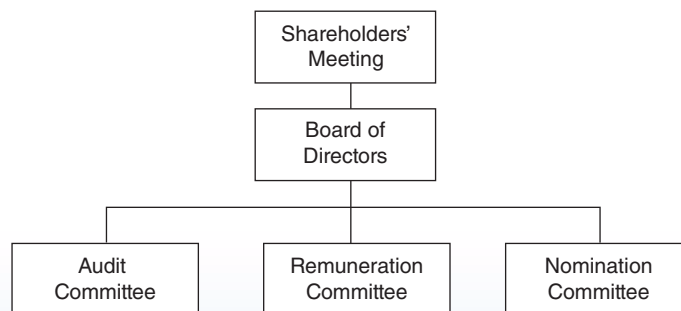 Shareholders’
Meeting
Board of
Directors
Audit
Committee
Remuneration
Committee
Nomination
Committee